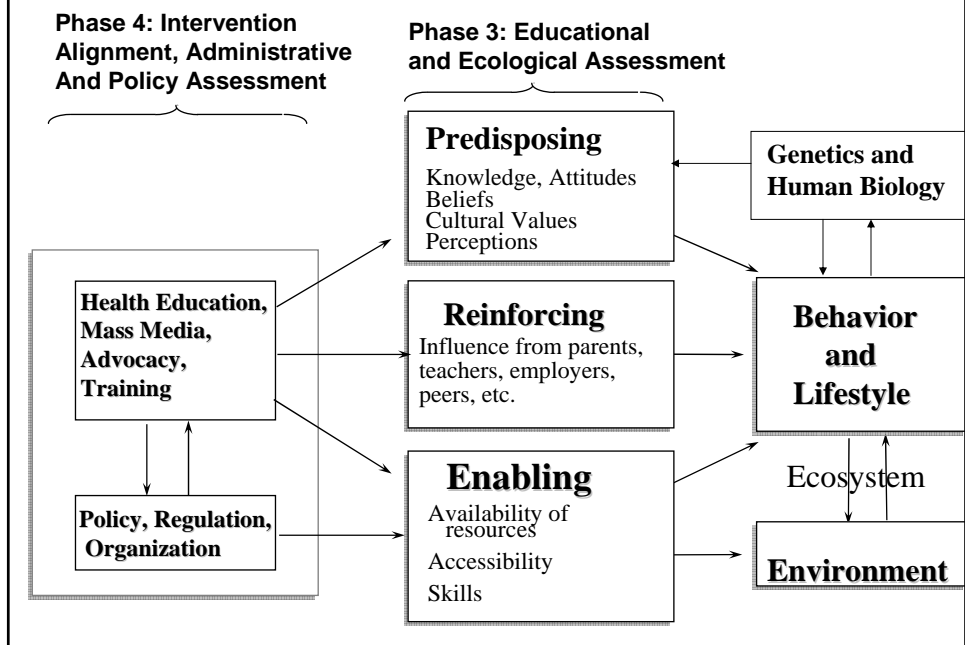 Phase 4: Intervention
Alignment, Administrative
And Policy Assessment
Phase 3: Educational
and Ecological Assessment
Predisposing
Knowledge, Attitudes
Beliefs
Cultural Values
Perceptions
Genetics and
Human Biology
Health Education,
Mass Media,
Advocacy,
Training
Reinforcing
Influence from parents,
teachers, employers,
peers, etc.
Behavior
and
Lifestyle
Policy, Regulation,
Organization
Enabling
Availability of
resources
Accessibility
Skills
Ecosystem
Environment